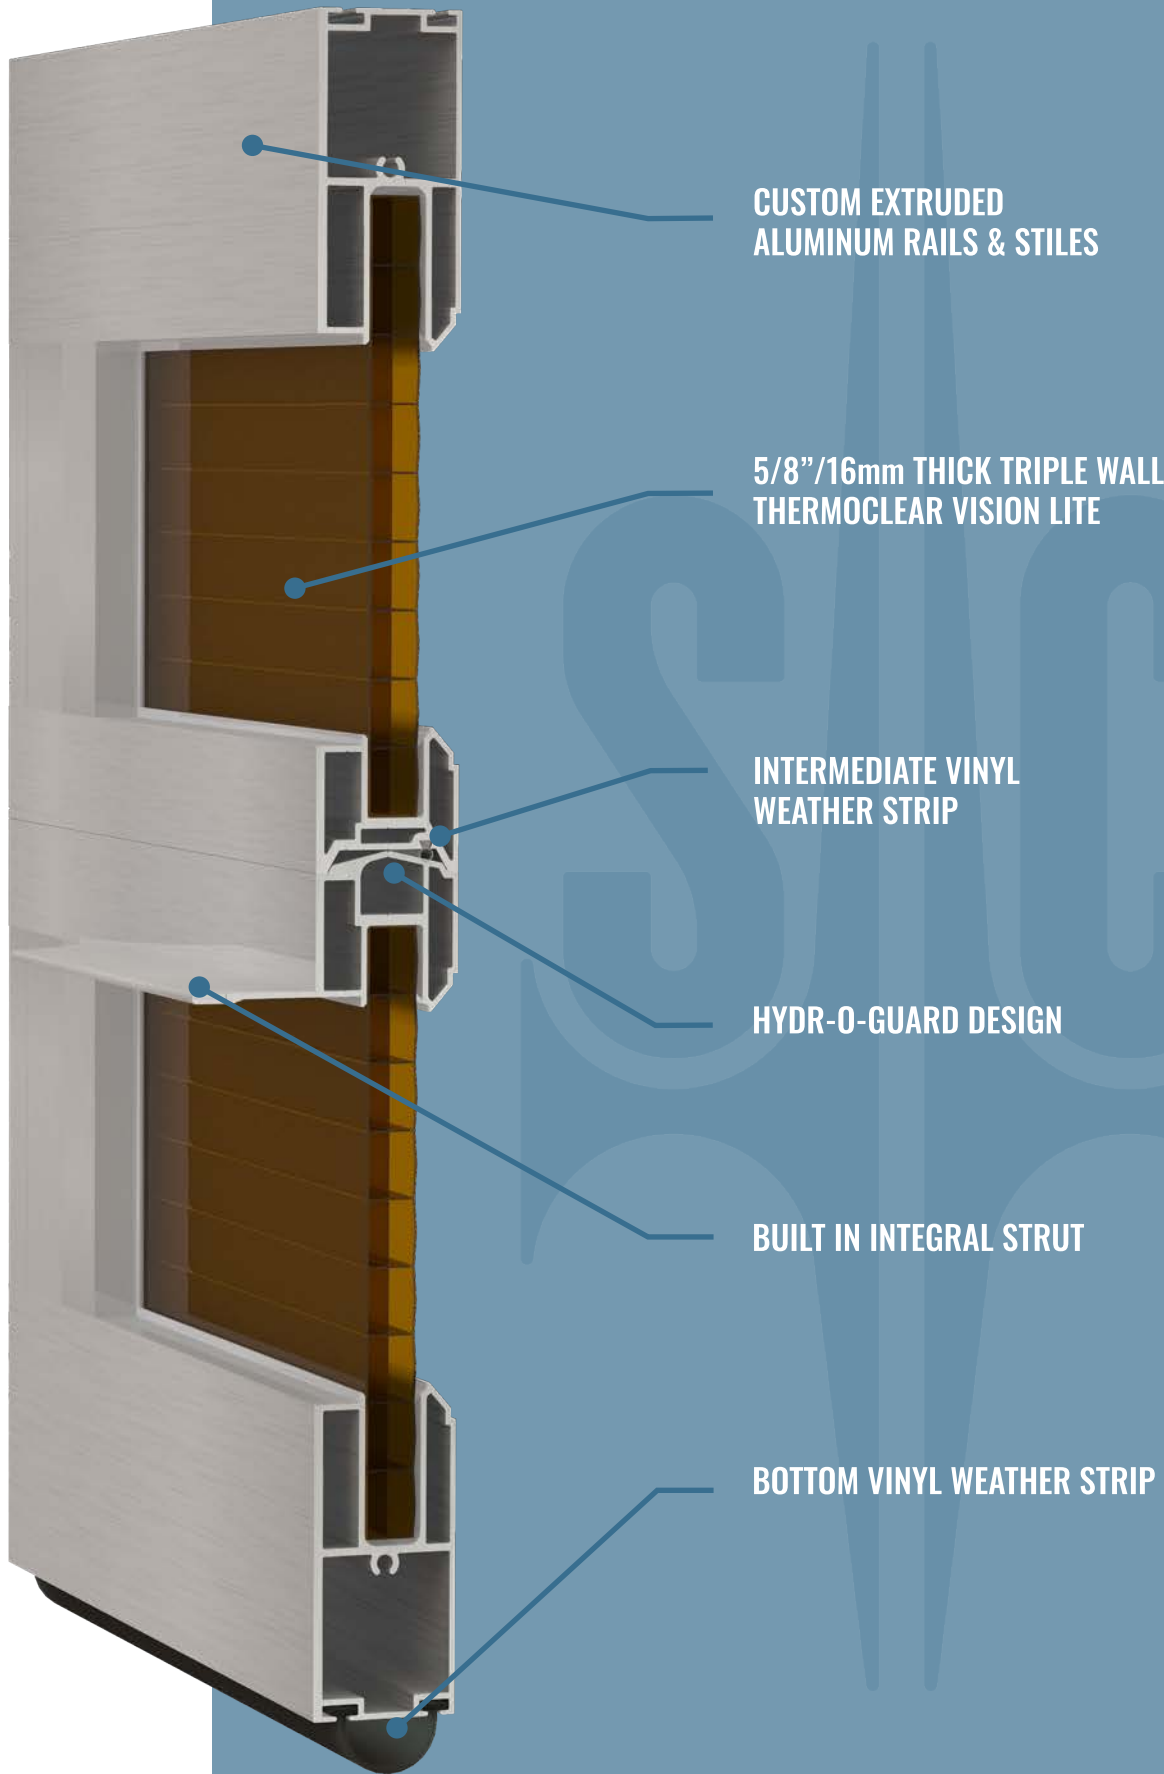 CUSTOM EXTRUDED
ALUMINUM RAILS & STILES
5/8”/16mm THICK TRIPLE WALL
THERMOCLEAR VISION LITE
INTERMEDIATE VINYL
WEATHER STRIP
HYDR-O-GUARD DESIGN
BUILT IN INTEGRAL STRUT
BOTTOM VINYL WEATHER STRIP